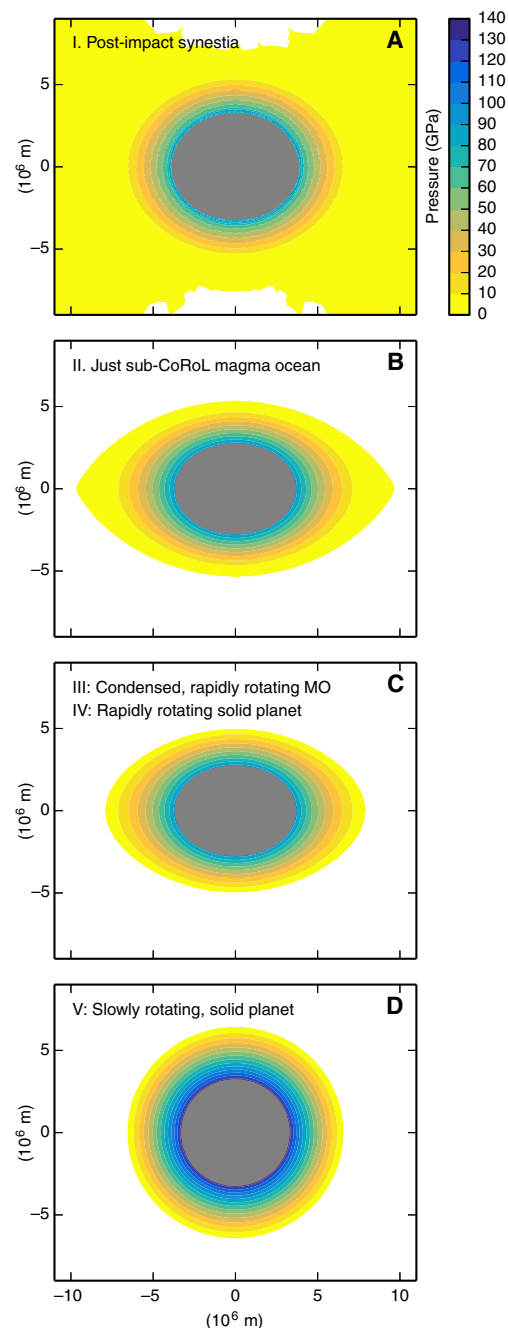 I. Post-impact synestia
A
5
0
−5
(10⁶ m)
140
130
120
110
100
90
80
70
60
50
40
30
20
10
0
Pressure (GPa)
II. Just sub-CoRoL magma ocean
B
5
0
−5
(10⁶ m)
III: Condensed, rapidly rotating MO
C
IV: Rapidly rotating solid planet
5
0
−5
(10⁶ m)
V: Slowly rotating, solid planet
D
5
0
−5
(10⁶ m)
−10 −5 0 5 10
(10⁶ m)